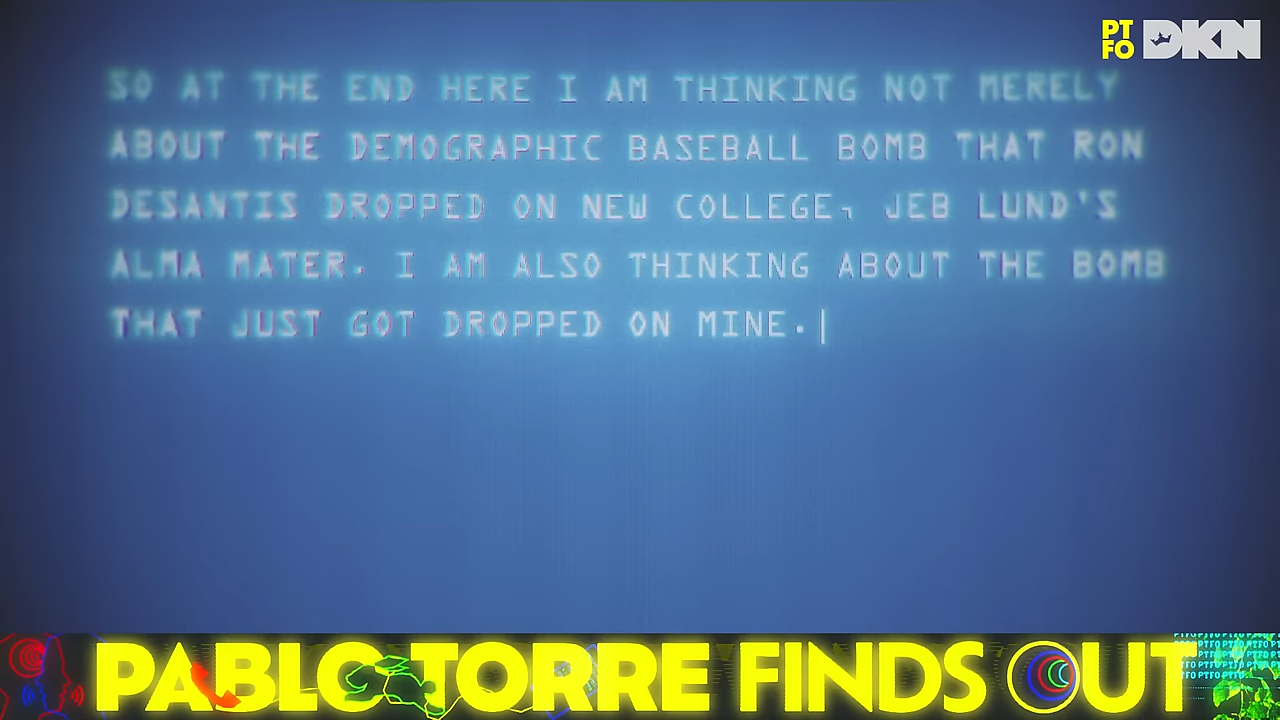 PT
FO DKN
SO AT THE END HERE I AM THINKING NOT MERELY
ABOUT THE DEMOGRAPHIC BASEBALL BOMB THAT RON
DESANTIS DROPPED ON NEW COLLEGE, JEB LUND'S
ALMA MATER. I AM ALSO THINKING ABOUT THE BOMB
THAT JUST GOT DROPPED ON MINE.|
PABLO TORRE FINDS OUT